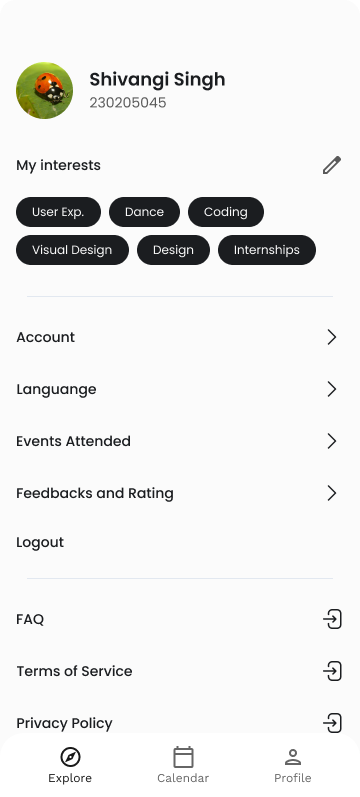 Shivangi Singh
230205045
My interests
User Exp. Dance Coding
Visual Design Design Internships
Account
Languange
Events Attended
Feedbacks and Rating
Logout
FAQ
Terms of Service
Privacy Policy
Explore Calendar Profile